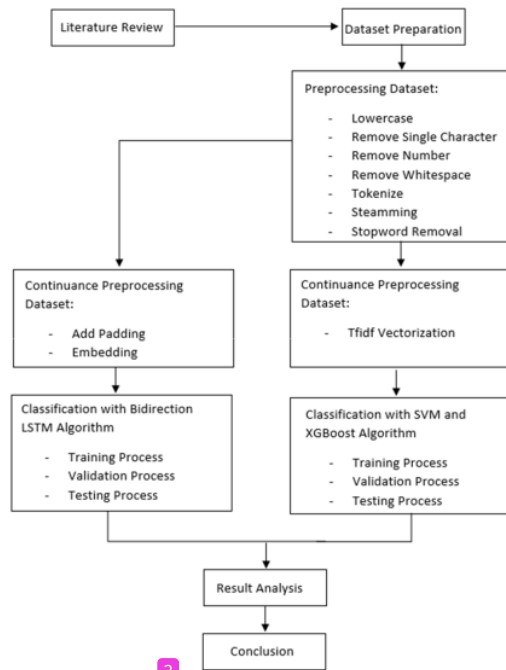 Literature Review
Dataset Preparation
Preprocessing Dataset:
- Lowercase
- Remove Single Character
- Remove Number
- Remove Whitespace
- Tokenize
- Steamming
- Stopword Removal
Continuance Preprocessing
Dataset:
- Add Padding
- Embedding
Continuance Preprocessing
Dataset:
- Tfidf Vectorization
Classification with Bidirection
LSTM Algorithm
- Training Process
- Validation Process
- Testing Process
Classification with SVM and
XGBoost Algorithm
- Training Process
- Validation Process
- Testing Process
Result Analysis
Conclusion